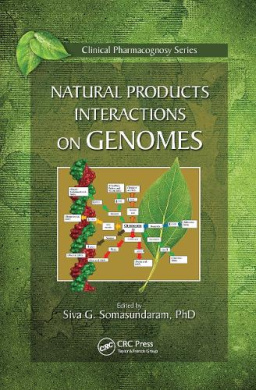 Clinical Pharmacognosy Series
NATURAL PRODUCTS
INTERACTIONS
ON GENOMES
Edited by
Siva G. Somasundaram, PhD
CRC Press
Taylor & Francis Group